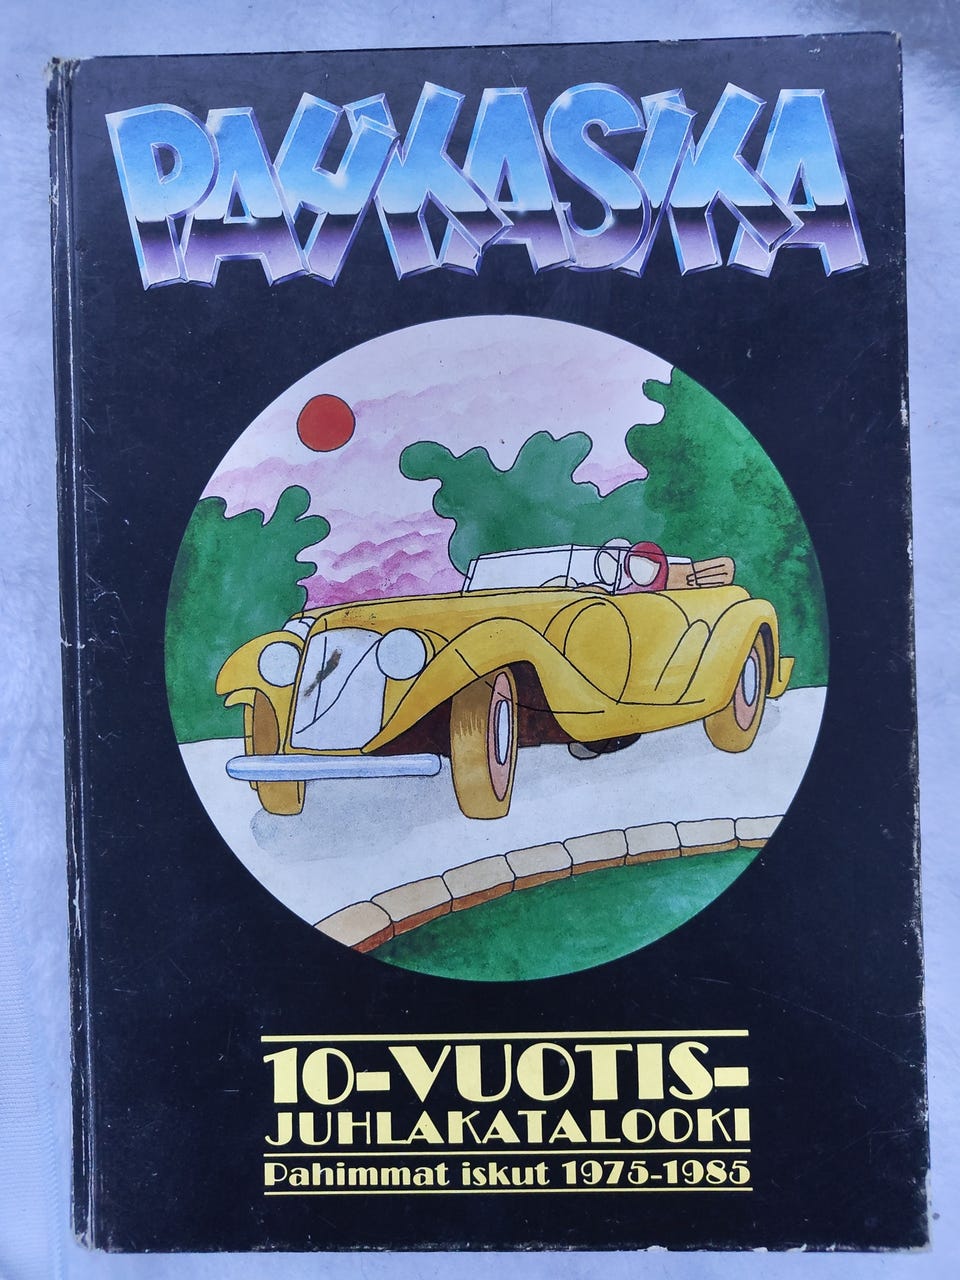 PAHKASIKA
10-VUOTIS-
JUHLAKATALOOKI
Pahimmat iskut 1975-1985